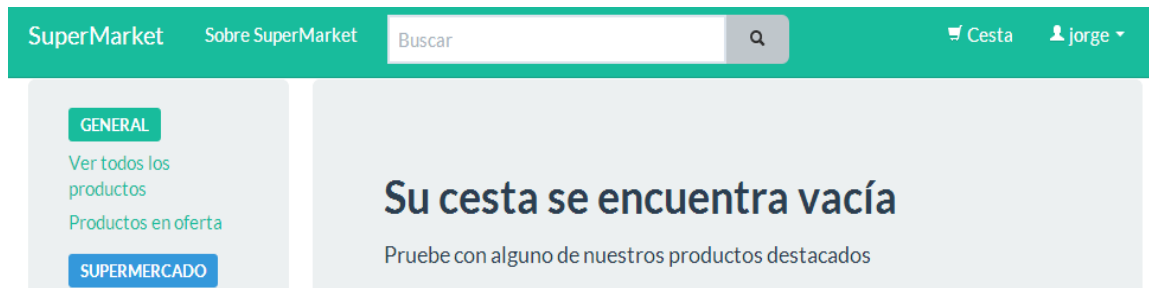 SuperMarket Sobre SuperMarket Buscar Cesta jorge
GENERAL
Ver todos los
productos
Productos en oferta
SUPERMERCADO
Su cesta se encuentra vacía
Pruebe con alguno de nuestros productos destacados